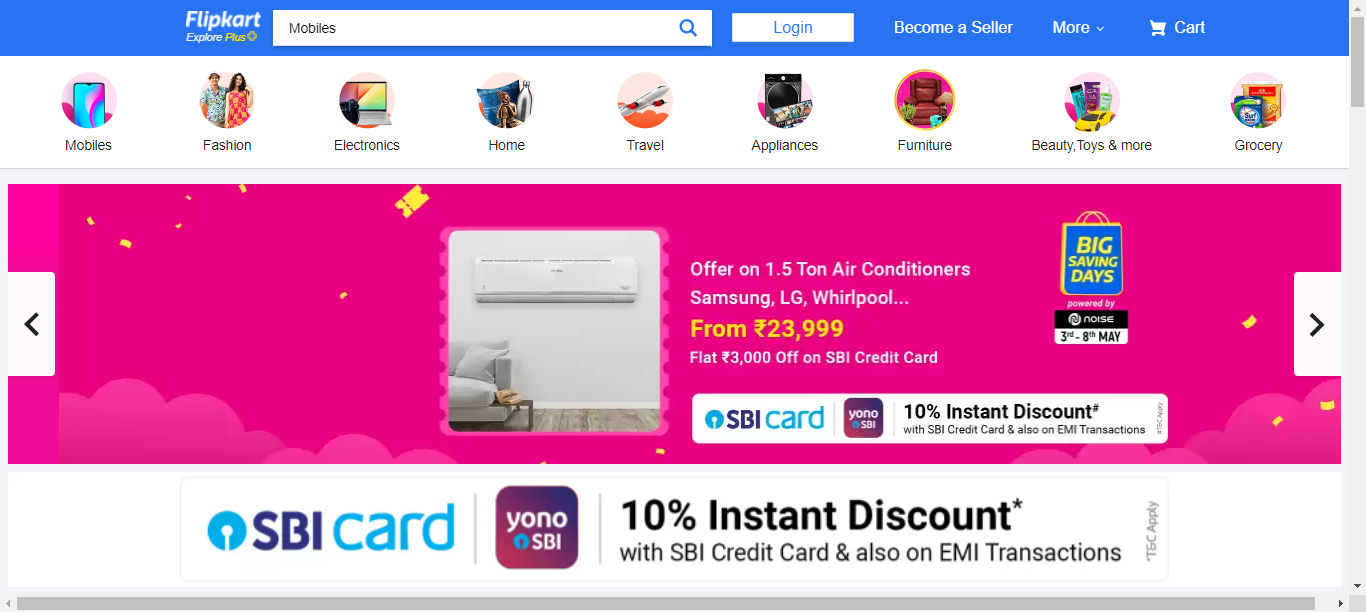 Flipkart
Explore Plus
Mobiles
Login
Become a Seller
More
Cart
Mobiles
Fashion
Electronics
Home
Travel
Appliances
Furniture
Beauty,Toys & more
Grocery
Offer on 1.5 Ton Air Conditioners
Samsung, LG, Whirlpool...
From ₹23,999
Flat ₹3,000 Off on SBI Credit Card
BIG
SAVING
DAYS
powered by
noise
3rd - 8th MAY
SBI card
yono
SBI
10% Instant Discount#
with SBI Credit Card & also on EMI Transactions
#T&C Apply
SBI card
yono
SBI
10% Instant Discount*
with SBI Credit Card & also on EMI Transactions
*T&C Apply